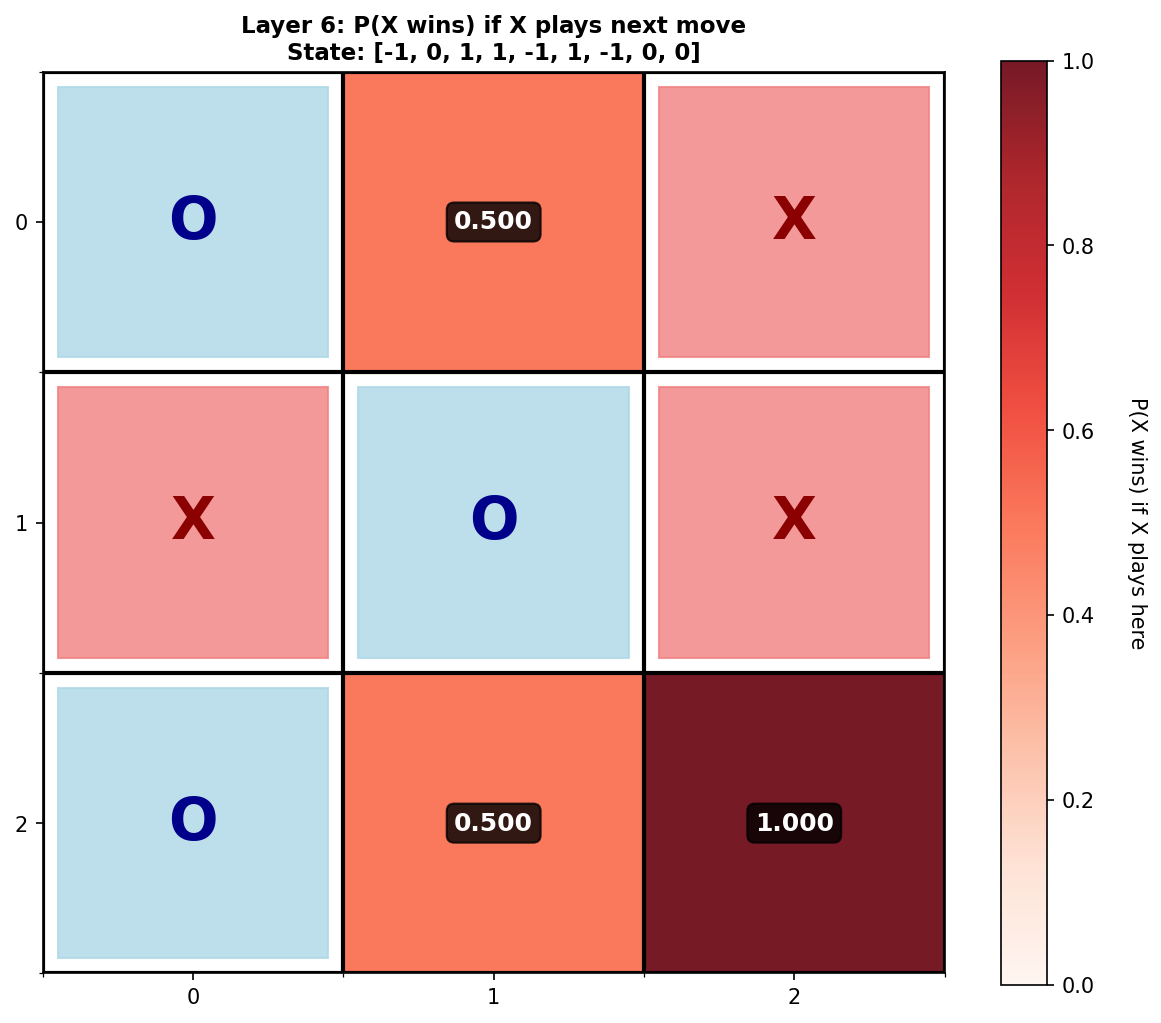 Layer 6: P(X wins) if X plays next move
State: [-1, 0, 1, 1, -1, 1, -1, 0, 0]
0
O
0.500
X
1
X
O
X
2
O
0.500
1.000
0
1
2
1.0
0.8
0.6
0.4
0.2
0.0
P(X wins) if X plays here